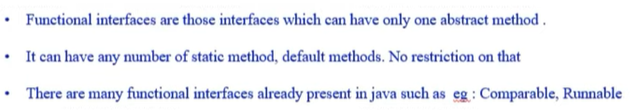 • Functional interfaces are those interfaces which can have only one abstract method .
• It can have any number of static method, default methods. No restriction on that
• There are many functional interfaces already present in java such as eg : Comparable, Runnable